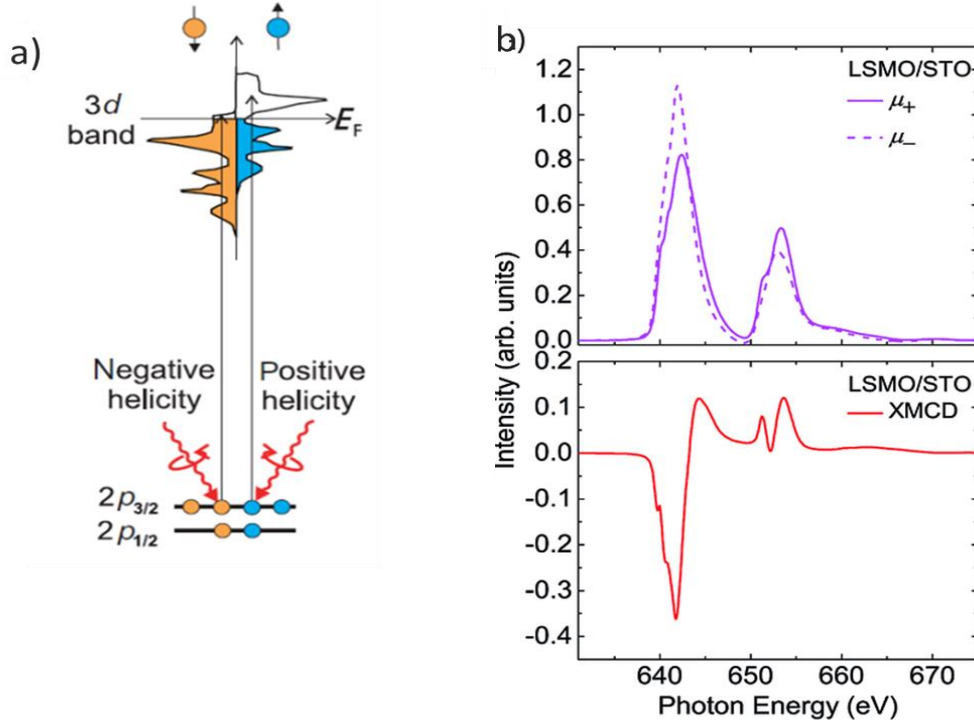 a)
3d
band
E_F
Negative
helicity
Positive
helicity
2p_3/2
2p_1/2
b)
LSMO/STO
μ_+
μ_−
1.2
1.0
0.8
0.6
0.4
0.2
0.0
Intensity (arb. units)
LSMO/STO
XMCD
0.2
0.1
0.0
-0.1
-0.2
-0.3
-0.4
640 650 660 670
Photon Energy (eV)